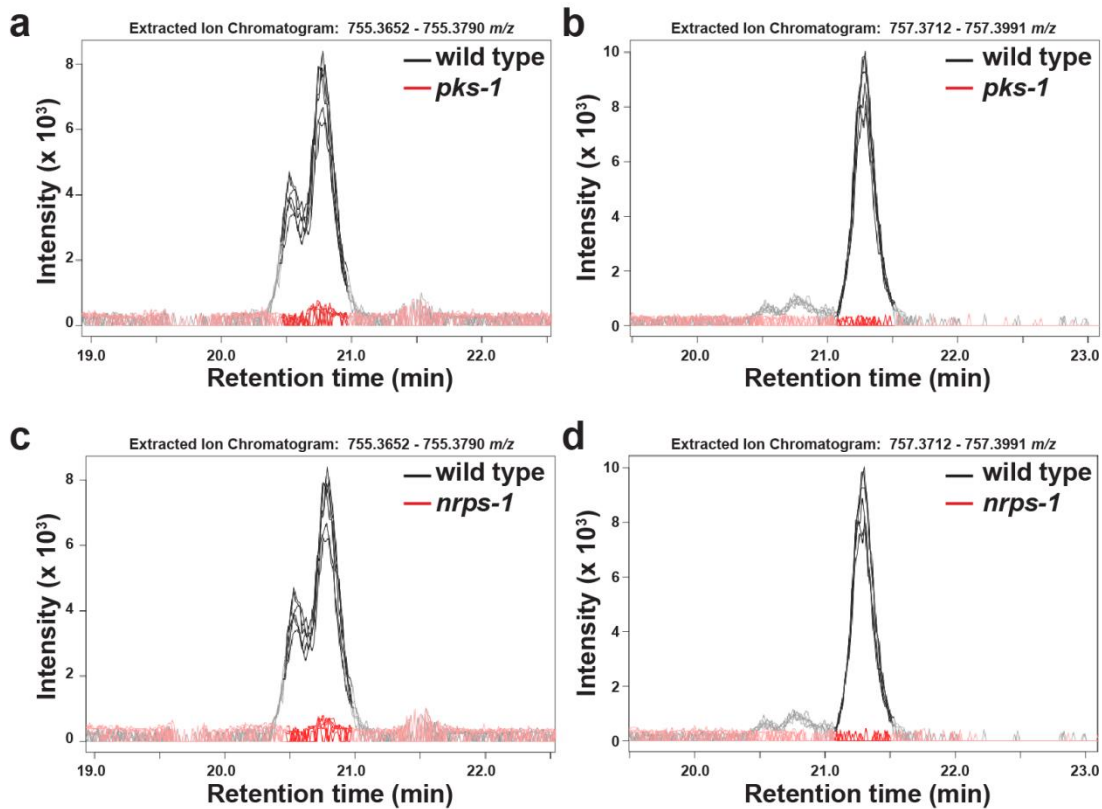 a
Extracted Ion Chromatogram: 755.3652 - 755.3790 m/z
wild type
pks-1
Intensity (x 10³)
8
6
4
2
0
19.0 20.0 21.0 22.0
Retention time (min)
b
Extracted Ion Chromatogram: 757.3712 - 757.3991 m/z
wild type
pks-1
Intensity (x 10³)
10
8
6
4
2
0
20.0 21.0 22.0 23.0
Retention time (min)
c
Extracted Ion Chromatogram: 755.3652 - 755.3790 m/z
wild type
nrps-1
Intensity (x 10³)
8
6
4
2
0
19.0 20.0 21.0 22.0
Retention time (min)
d
Extracted Ion Chromatogram: 757.3712 - 757.3991 m/z
wild type
nrps-1
Intensity (x 10³)
10
8
6
4
2
0
20.0 21.0 22.0 23.0
Retention time (min)